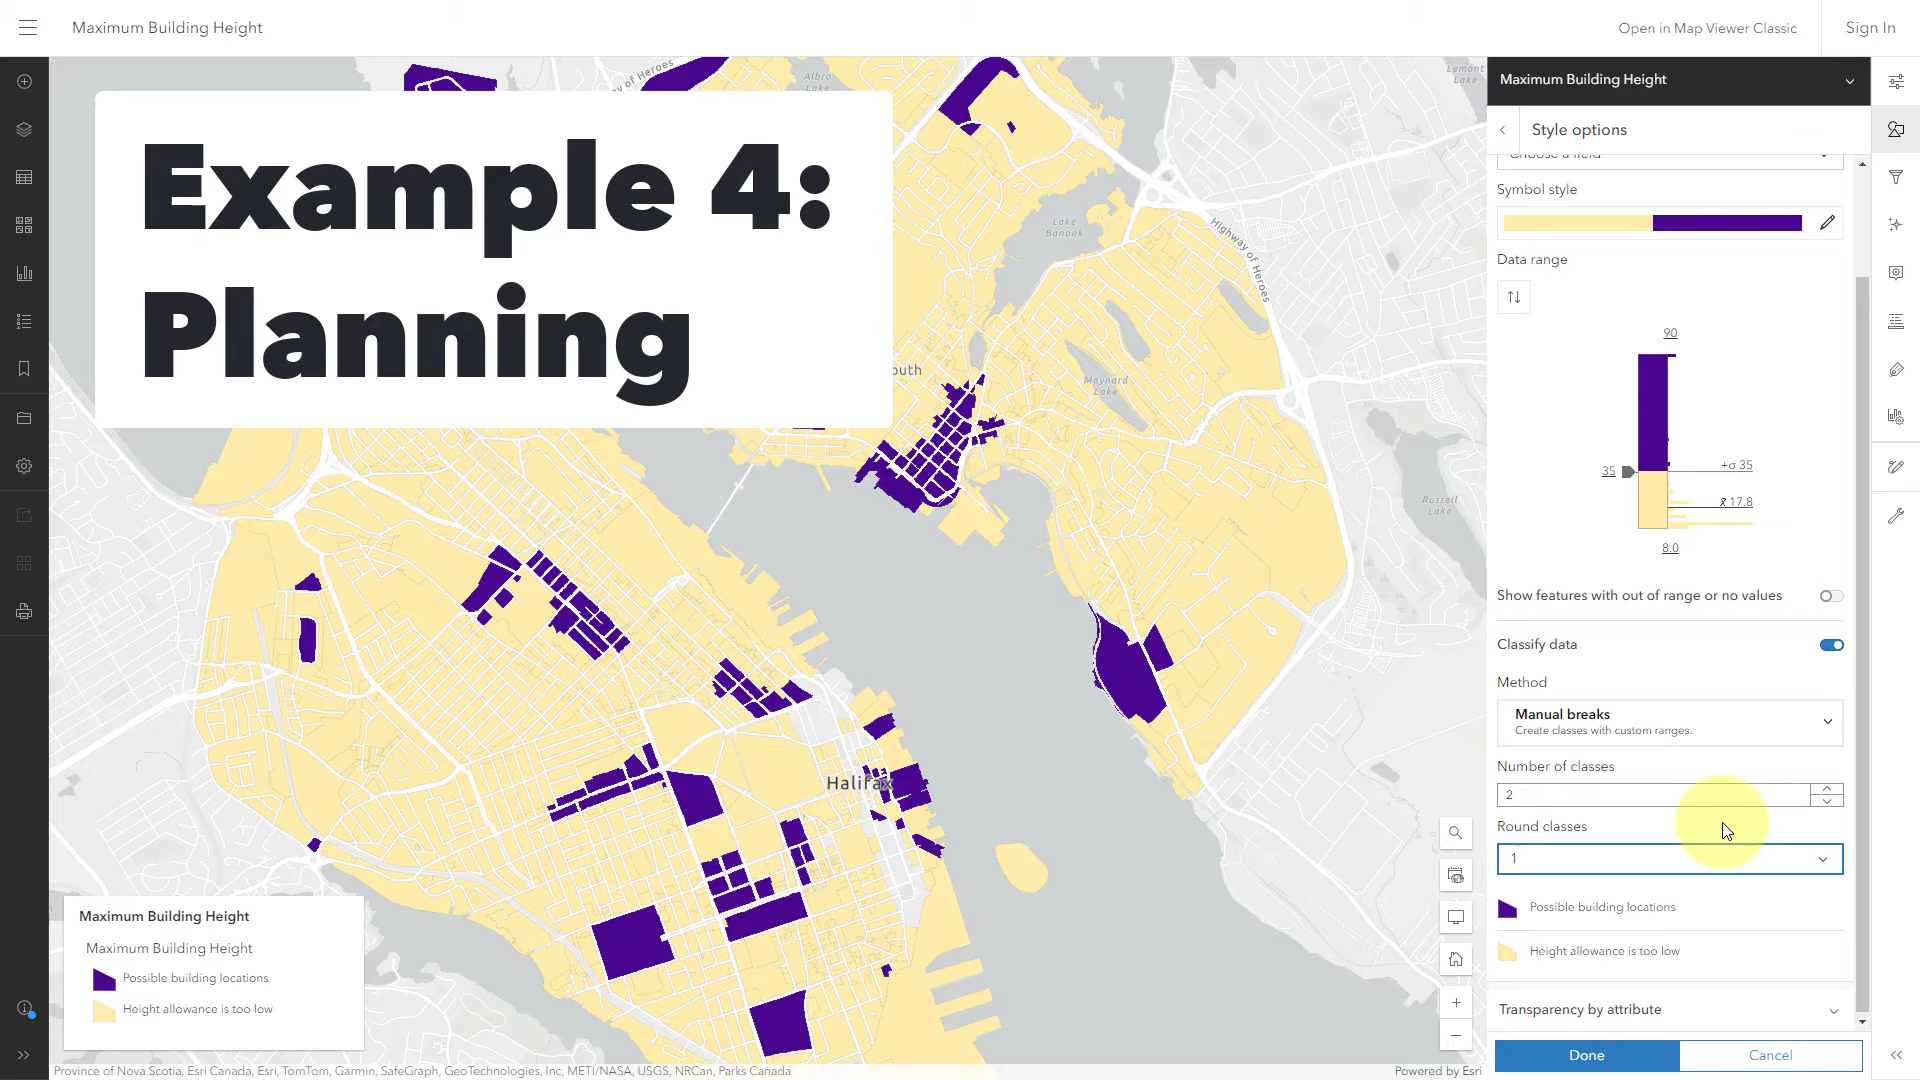 Maximum Building Height
Open in Map Viewer Classic
Sign In
Example 4:
Planning
of Heroes
Albro
Lake
Lemont
Lake
Lake
Banook
Highway of Heroes
outh
Maynard
Lake
Russell
Lake
Halifax
Maximum Building Height
Maximum Building Height
Possible building locations
Height allowance is too low
Province of Nova Scotia, Esri Canada, Esri, TomTom, Garmin, SafeGraph, GeoTechnologies, Inc, METI/NASA, USGS, NRCan, Parks Canada
Powered by Esri
Maximum Building Height
Style options
Choose a field
Symbol style
Data range
90
35
+σ 35
x̄ 17.8
8.0
Show features with out of range or no values
Classify data
Method
Manual breaks
Create classes with custom ranges.
Number of classes
2
Round classes
1
Possible building locations
Height allowance is too low
Transparency by attribute
Done
Cancel